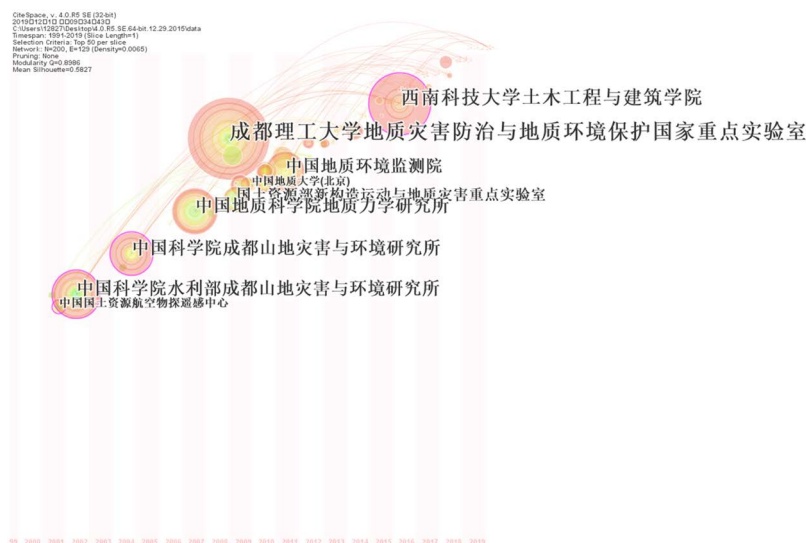 CiteSpace, v. 4.0.R5 SE (32-bit)
C:\Users\12827\Desktop\4.0.R5.SE.64-bit.12.29.2015\data
Timespan: 1991-2019 (Slice Length=1)
Selection Criteria: Top 50 per slice
Network: N=200, E=129 (Density=0.0065)
Pruning: None
Modularity Q=0.8986
Mean Silhouette=0.5827
西南科技大学土木工程与建筑学院
成都理工大学地质灾害防治与地质环境保护国家重点实验室
中国地质环境监测院
中国地质大学(北京)
国土资源部新构造运动与地质灾害重点实验室
中国地质科学院地质力学研究所
中国科学院成都山地灾害与环境研究所
中国科学院水利部成都山地灾害与环境研究所
中国国土资源航空物探遥感中心